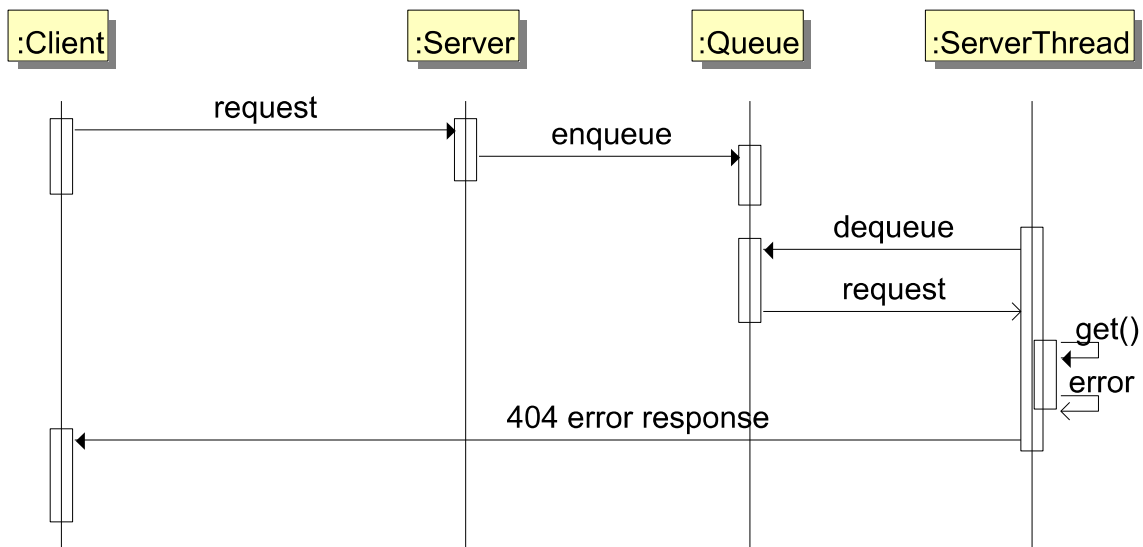 :Client
:Server
:Queue
:ServerThread
request
enqueue
dequeue
request
get()
error
404 error response